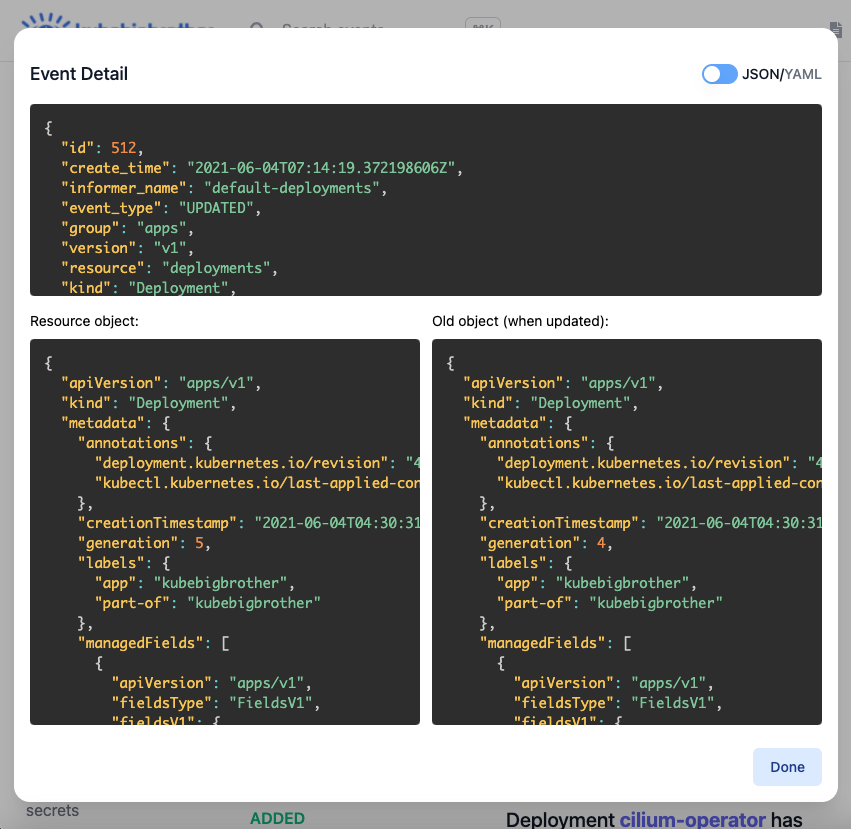 Search events
⌘K
Event Detail
JSON/YAML
{
"id": 512,
"create_time": "2021-06-04T07:14:19.372198606Z",
"informer_name": "default-deployments",
"event_type": "UPDATED",
"group": "apps",
"version": "v1",
"resource": "deployments",
"kind": "Deployment",
Resource object:
{
"apiVersion": "apps/v1",
"kind": "Deployment",
"metadata": {
"annotations": {
"deployment.kubernetes.io/revision": "4
"kubectl.kubernetes.io/last-applied-con
},
"creationTimestamp": "2021-06-04T04:30:31
"generation": 5,
"labels": {
"app": "kubebigbrother",
"part-of": "kubebigbrother"
},
"managedFields": [
{
"apiVersion": "apps/v1",
"fieldsType": "FieldsV1",
"fieldsV1": {
Old object (when updated):
{
"apiVersion": "apps/v1",
"kind": "Deployment",
"metadata": {
"annotations": {
"deployment.kubernetes.io/revision": "4
"kubectl.kubernetes.io/last-applied-con
},
"creationTimestamp": "2021-06-04T04:30:31
"generation": 4,
"labels": {
"app": "kubebigbrother",
"part-of": "kubebigbrother"
},
"managedFields": [
{
"apiVersion": "apps/v1",
"fieldsType": "FieldsV1",
"fieldsV1": {
Done
secrets
ADDED
Deployment cilium-operator has